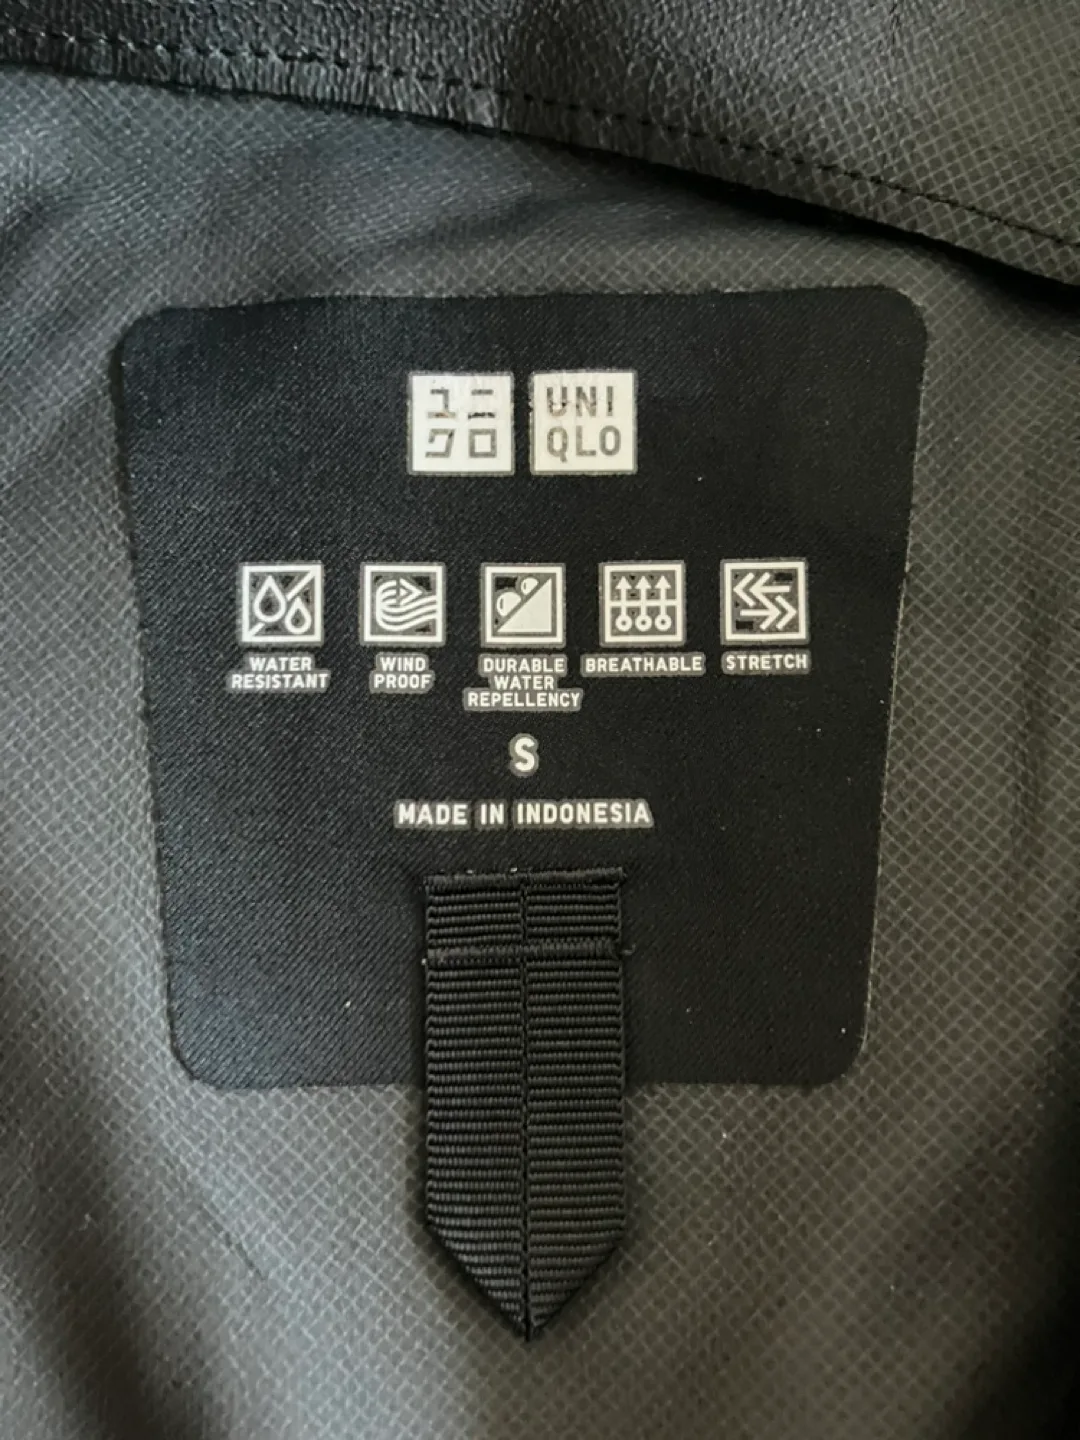 ユニ
クロ
UNI
QLO
WATER
RESISTANT
WIND
PROOF
DURABLE
WATER
REPELLENCY
BREATHABLE
STRETCH
S
MADE IN INDONESIA